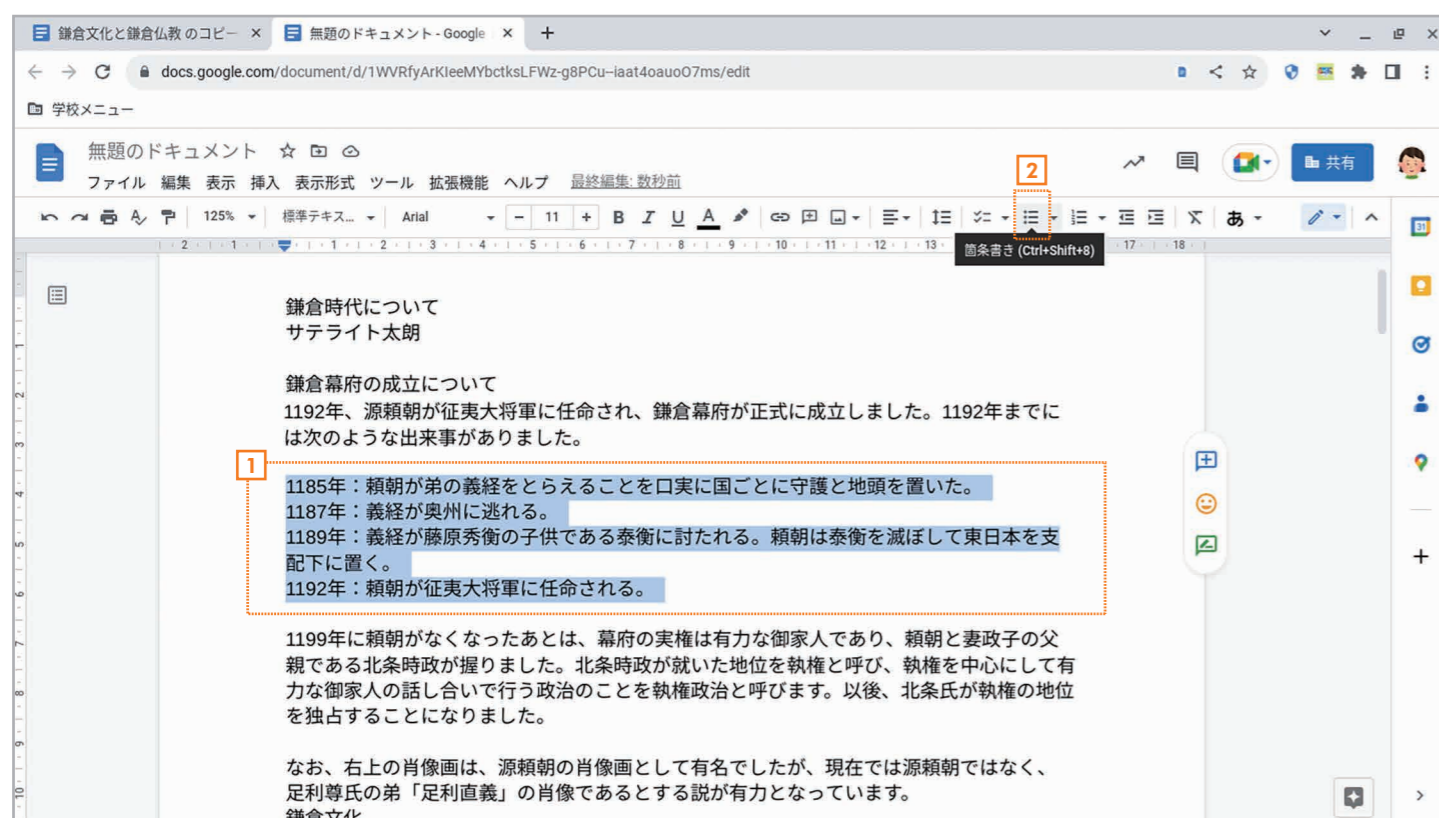 鎌倉文化と鎌倉仏教 のコピー
無題のドキュメント - Google
docs.google.com/document/d/1WVRfyArKIeeMYbctksLFWz-g8PCu--iaat4oauoO7ms/edit
学校メニュー
無題のドキュメント
共有
ファイル 編集 表示 挿入 表示形式 ツール 拡張機能 ヘルプ 最終編集: 数秒前
2
125% 標準テキス... Arial - 11 + B I U A あ
31
2 1 1 2 3 4 5 6 7 8 9 10 11 12 13 17 18
箇条書き (Ctrl+Shift+8)
鎌倉時代について
サテライト太朗
鎌倉幕府の成立について
1192年、源頼朝が征夷大将軍に任命され、鎌倉幕府が正式に成立しました。1192年までに
は次のような出来事がありました。
1
1185年：頼朝が弟の義経をとらえることを口実に国ごとに守護と地頭を置いた。
1187年：義経が奥州に逃れる。
1189年：義経が藤原秀衡の子供である泰衡に討たれる。頼朝は泰衡を滅ぼして東日本を支
配下に置く。
1192年：頼朝が征夷大将軍に任命される。
1199年に頼朝がなくなったあとは、幕府の実権は有力な御家人であり、頼朝と妻政子の父
親である北条時政が握りました。北条時政が就いた地位を執権と呼び、執権を中心にして有
力な御家人の話し合いで行う政治のことを執権政治と呼びます。以後、北条氏が執権の地位
を独占することになりました。
なお、右上の肖像画は、源頼朝の肖像画として有名でしたが、現在では源頼朝ではなく、
足利尊氏の弟「足利直義」の肖像であるとする説が有力となっています。
鎌倉文化